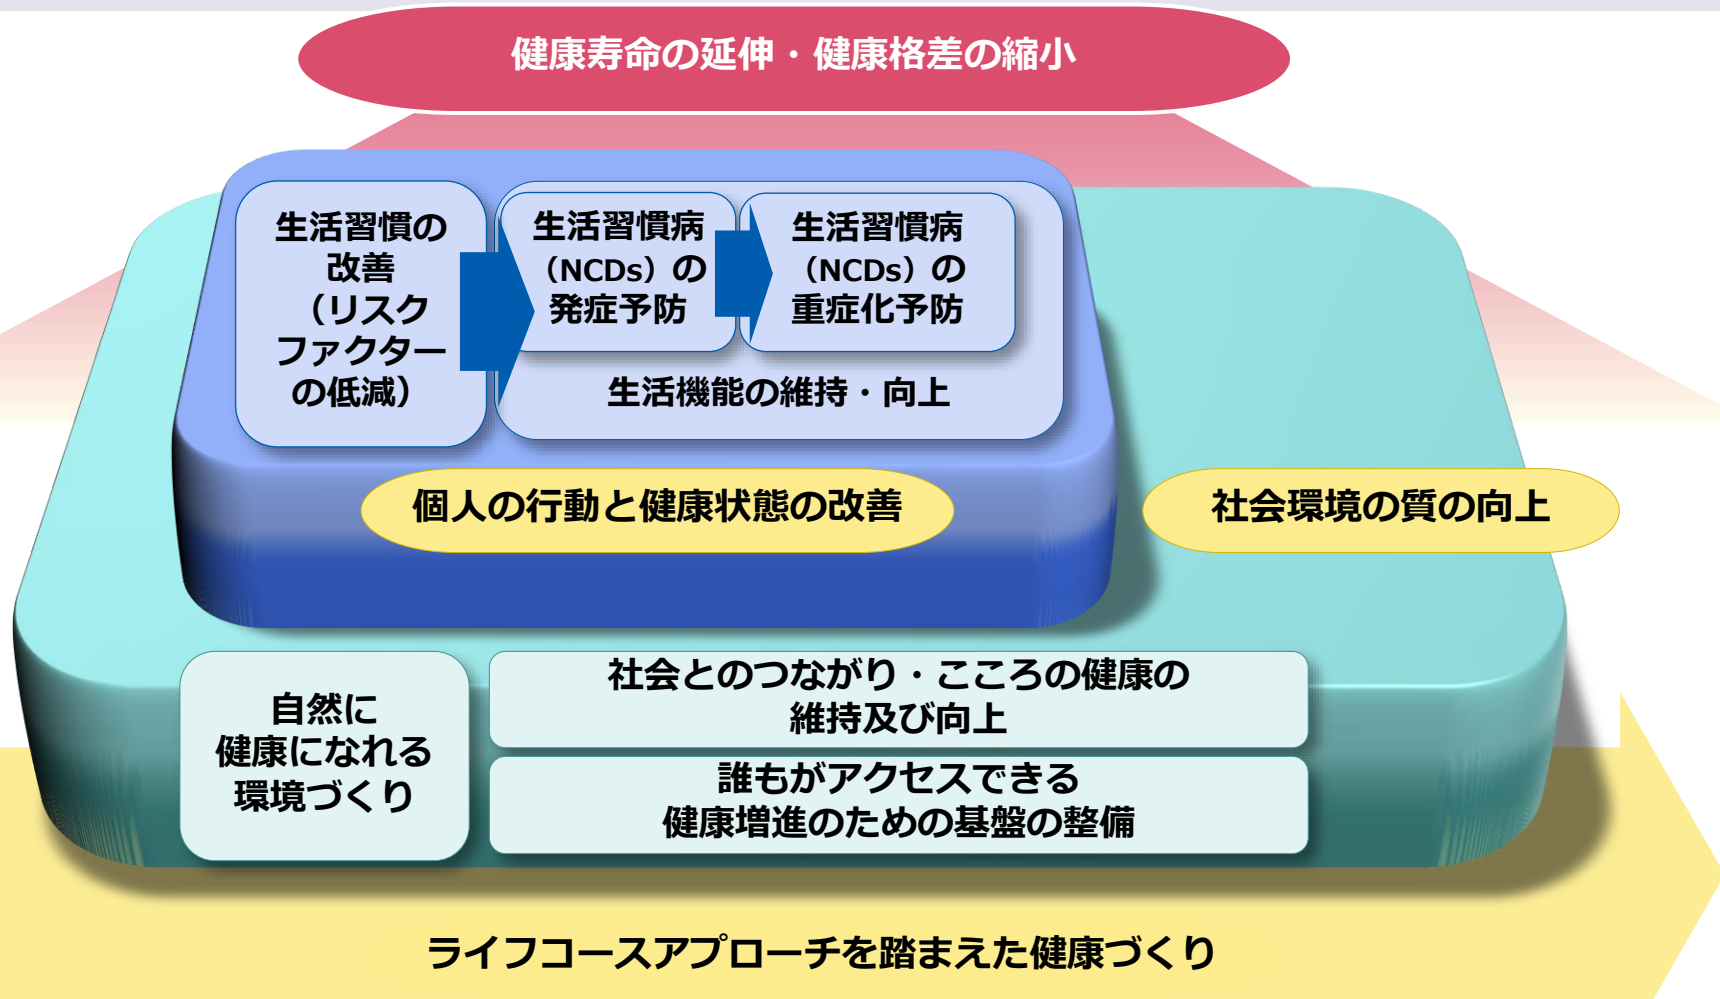 健康寿命の延伸・健康格差の縮小
生活習慣の
改善
（リスク
ファクター
の低減）
生活習慣病
（NCDs）の
発症予防
生活習慣病
（NCDs）の
重症化予防
生活機能の維持・向上
個人の行動と健康状態の改善
社会環境の質の向上
自然に
健康になれる
環境づくり
社会とのつながり・こころの健康の
維持及び向上
誰もがアクセスできる
健康増進のための基盤の整備
ライフコースアプローチを踏まえた健康づくり